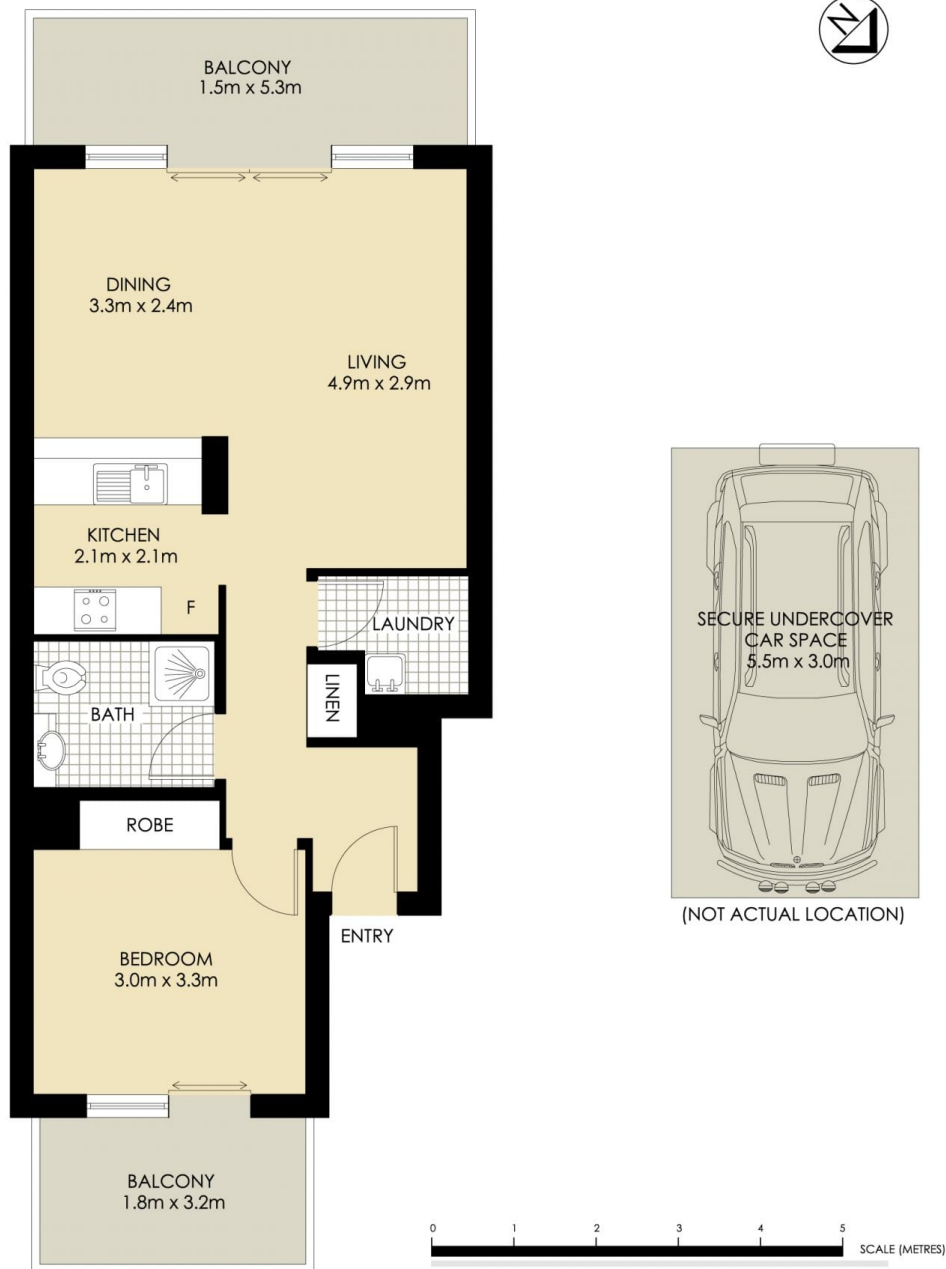 N
BALCONY
1.5m x 5.3m
DINING
3.3m x 2.4m
LIVING
4.9m x 2.9m
KITCHEN
2.1m x 2.1m
F
LAUNDRY
LINEN
BATH
ROBE
ENTRY
BEDROOM
3.0m x 3.3m
BALCONY
1.8m x 3.2m
SECURE UNDERCOVER
CAR SPACE
5.5m x 3.0m
(NOT ACTUAL LOCATION)
0 1 2 3 4 5
SCALE (METRES)